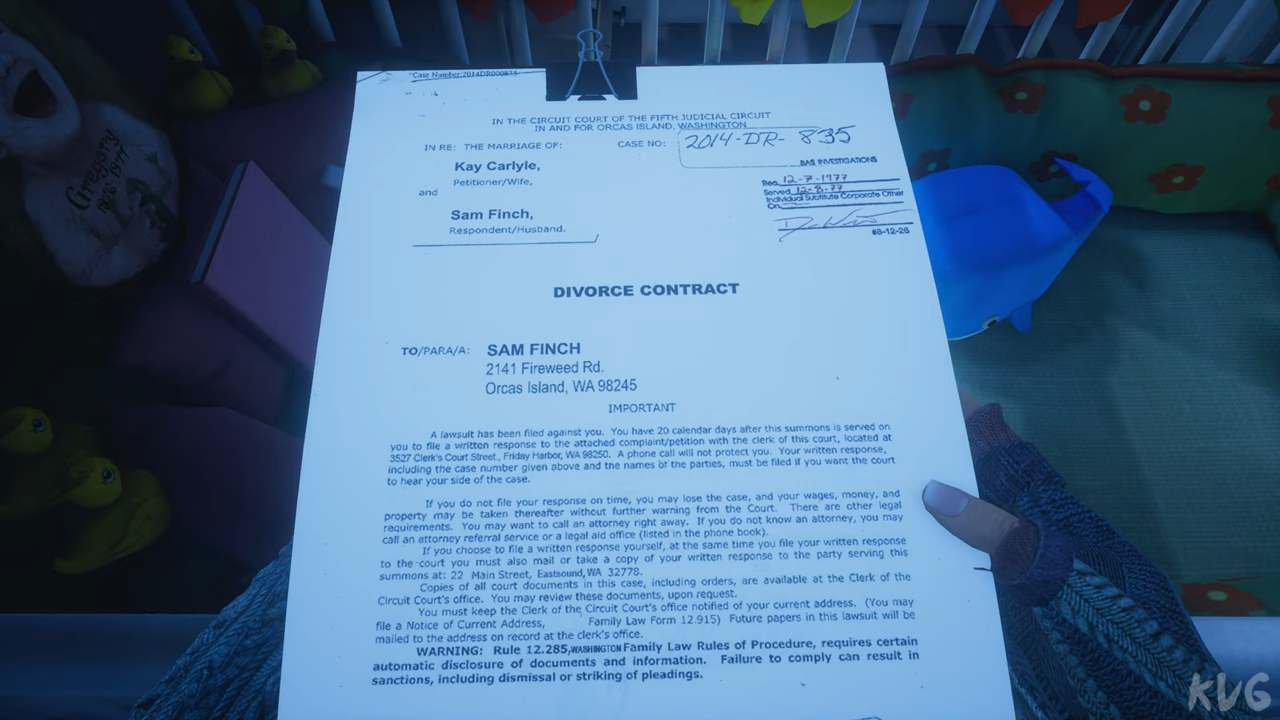 Case Number:2014DR000835
IN THE CIRCUIT COURT OF THE FIFTH JUDICIAL CIRCUIT
IN AND FOR ORCAS ISLAND, WASHINGTON
IN RE: THE MARRIAGE OF:
CASE NO:
2014-DR- 835
Kay Carlyle,
Petitioner/Wife,
and
Sam Finch,
Respondent/Husband.
BAS INVESTIGATIONS
Rec. 12-7-1977
Served 12-8-77
Individual Substitute Corporate Other
On
#8-12-26
DIVORCE CONTRACT
TO/PARA/A:
SAM FINCH
2141 Fireweed Rd.
Orcas Island, WA 98245
IMPORTANT
A lawsuit has been filed against you. You have 20 calendar days after this summons is served on
you to file a written response to the attached complaint/petition with the clerk of this court, located at
3527 Clerk's Court Street., Friday Harbor, WA 98250. A phone call will not protect you. Your written response,
including the case number given above and the names of the parties, must be filed if you want the court
to hear your side of the case.
If you do not file your response on time, you may lose the case, and your wages, money, and
property may be taken thereafter without further warning from the Court. There are other legal
requirements. You may want to call an attorney right away. If you do not know an attorney, you may
call an attorney referral service or a legal aid office (listed in the phone book).
If you choose to file a written response yourself, at the same time you file your written response
to the court you must also mail or take a copy of your written response to the party serving this
summons at: 22 Main Street, Eastsound, WA 32778.
Copies of all court documents in this case, including orders, are available at the Clerk of the
Circuit Court's office. You may review these documents, upon request.
You must keep the Clerk of the Circuit Court's office notified of your current address. (You may
file a Notice of Current Address, Family Law Form 12.915) Future papers in this lawsuit will be
mailed to the address on record at the clerk's office.
WARNING: Rule 12.285, WASHINGTON Family Law Rules of Procedure, requires certain
automatic disclosure of documents and information. Failure to comply can result in
sanctions, including dismissal or striking of pleadings.
Gregory
1976-1977
KVG